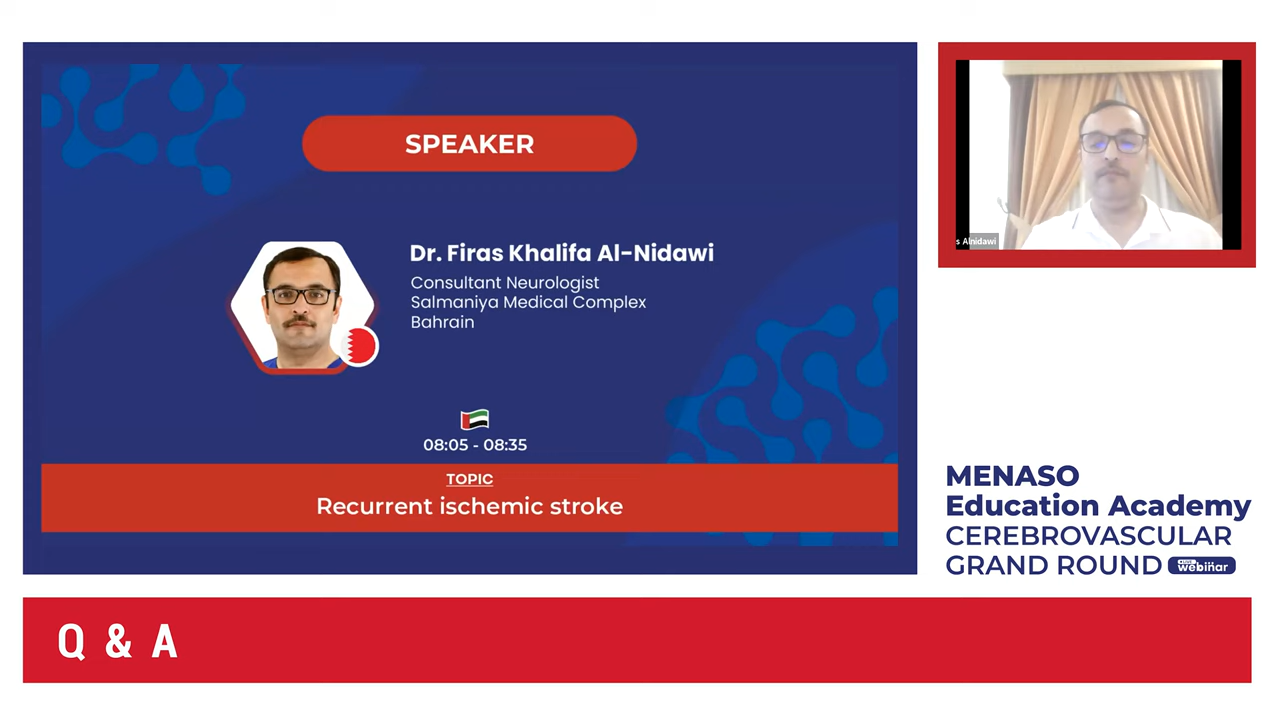 SPEAKER
Dr. Firas Khalifa Al-Nidawi
Consultant Neurologist
Salmaniya Medical Complex
Bahrain
08:05 - 08:35
TOPIC
Recurrent ischemic stroke
s Alnidawi
MENASO
Education Academy
CEREBROVASCULAR
GRAND ROUND
webinar
Q & A